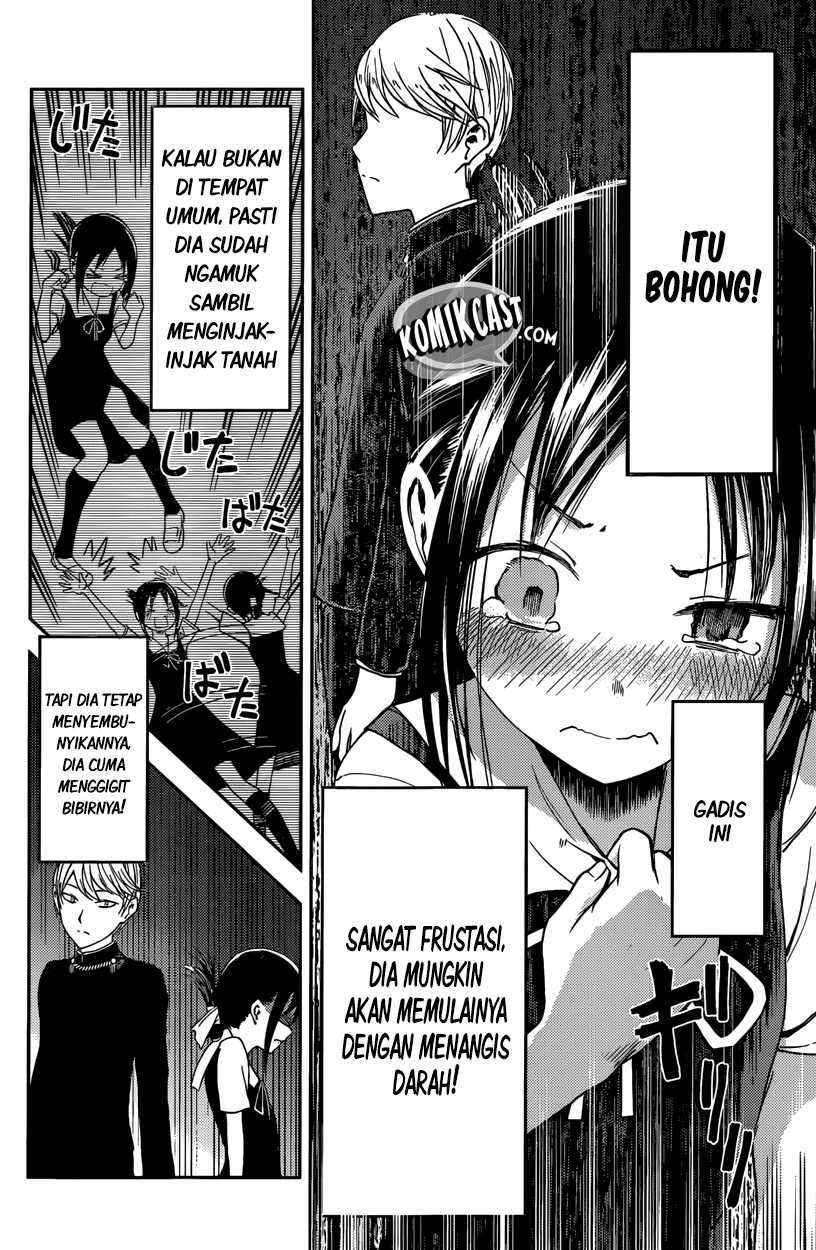 ITU
BOHONG!
GADIS
INI
SANGAT FRUSTASI,
DIA MUNGKIN
AKAN MEMULAINYA
DENGAN MENANGIS
DARAH!
ギリッ
KOMIKCAST
.COM
じた
KALAU BUKAN
DI TEMPAT
UMUM, PASTI
DIA SUDAH
NGAMUK
SAMBIL
MENGINJAK-
INJAK TANAH
じた
ばた
ばた
TAPI DIA TETAP
MENYEMBU-
NYIKANNYA,
DIA CUMA
MENGGIGIT
BIBIRNYA!